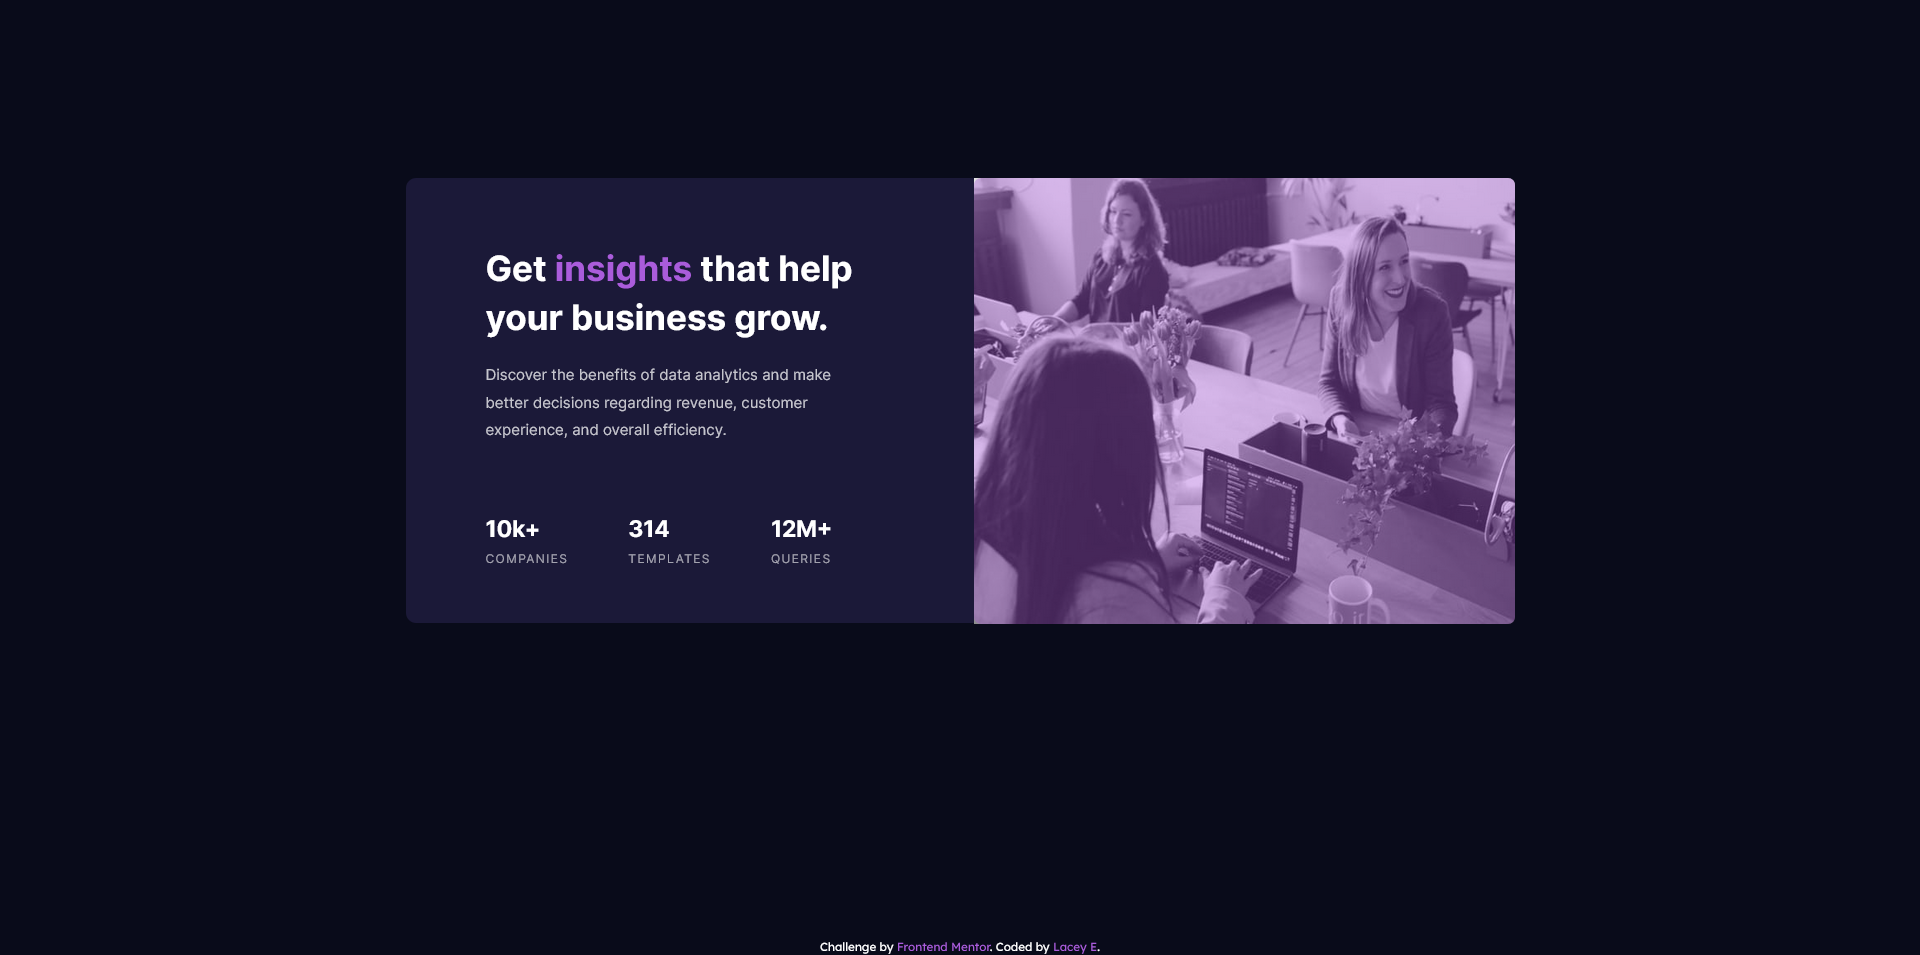 Get insights that help
your business grow.
Discover the benefits of data analytics and make
better decisions regarding revenue, customer
experience, and overall efficiency.
10k+ 314 12M+
COMPANIES TEMPLATES QUERIES
Challenge by Frontend Mentor. Coded by Lacey E.